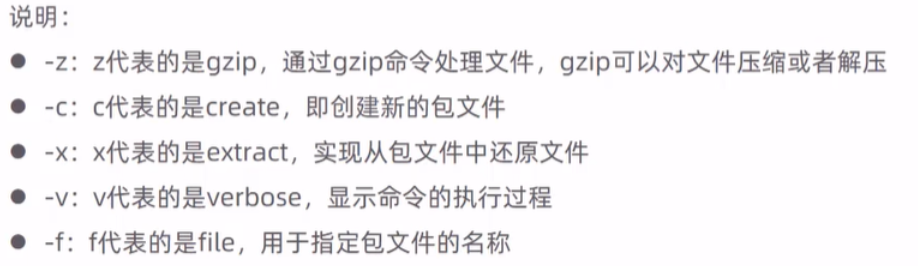 说明：
● -z：z代表的是gzip，通过gzip命令处理文件，gzip可以对文件压缩或者解压
● -c：c代表的是create，即创建新的包文件
● -x：x代表的是extract，实现从包文件中还原文件
● -v：v代表的是verbose，显示命令的执行过程
● -f：f代表的是file，用于指定包文件的名称